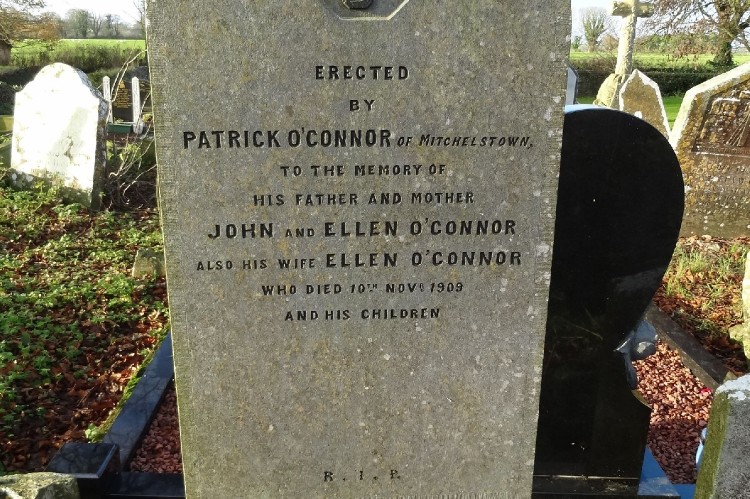 ERECTED
BY
PATRICK O'CONNOR OF MITCHELSTOWN,
TO THE MEMORY OF
HIS FATHER AND MOTHER
JOHN AND ELLEN O'CONNOR
ALSO HIS WIFE ELLEN O'CONNOR
WHO DIED 10TH NOVR 1909
AND HIS CHILDREN
R. I. P.